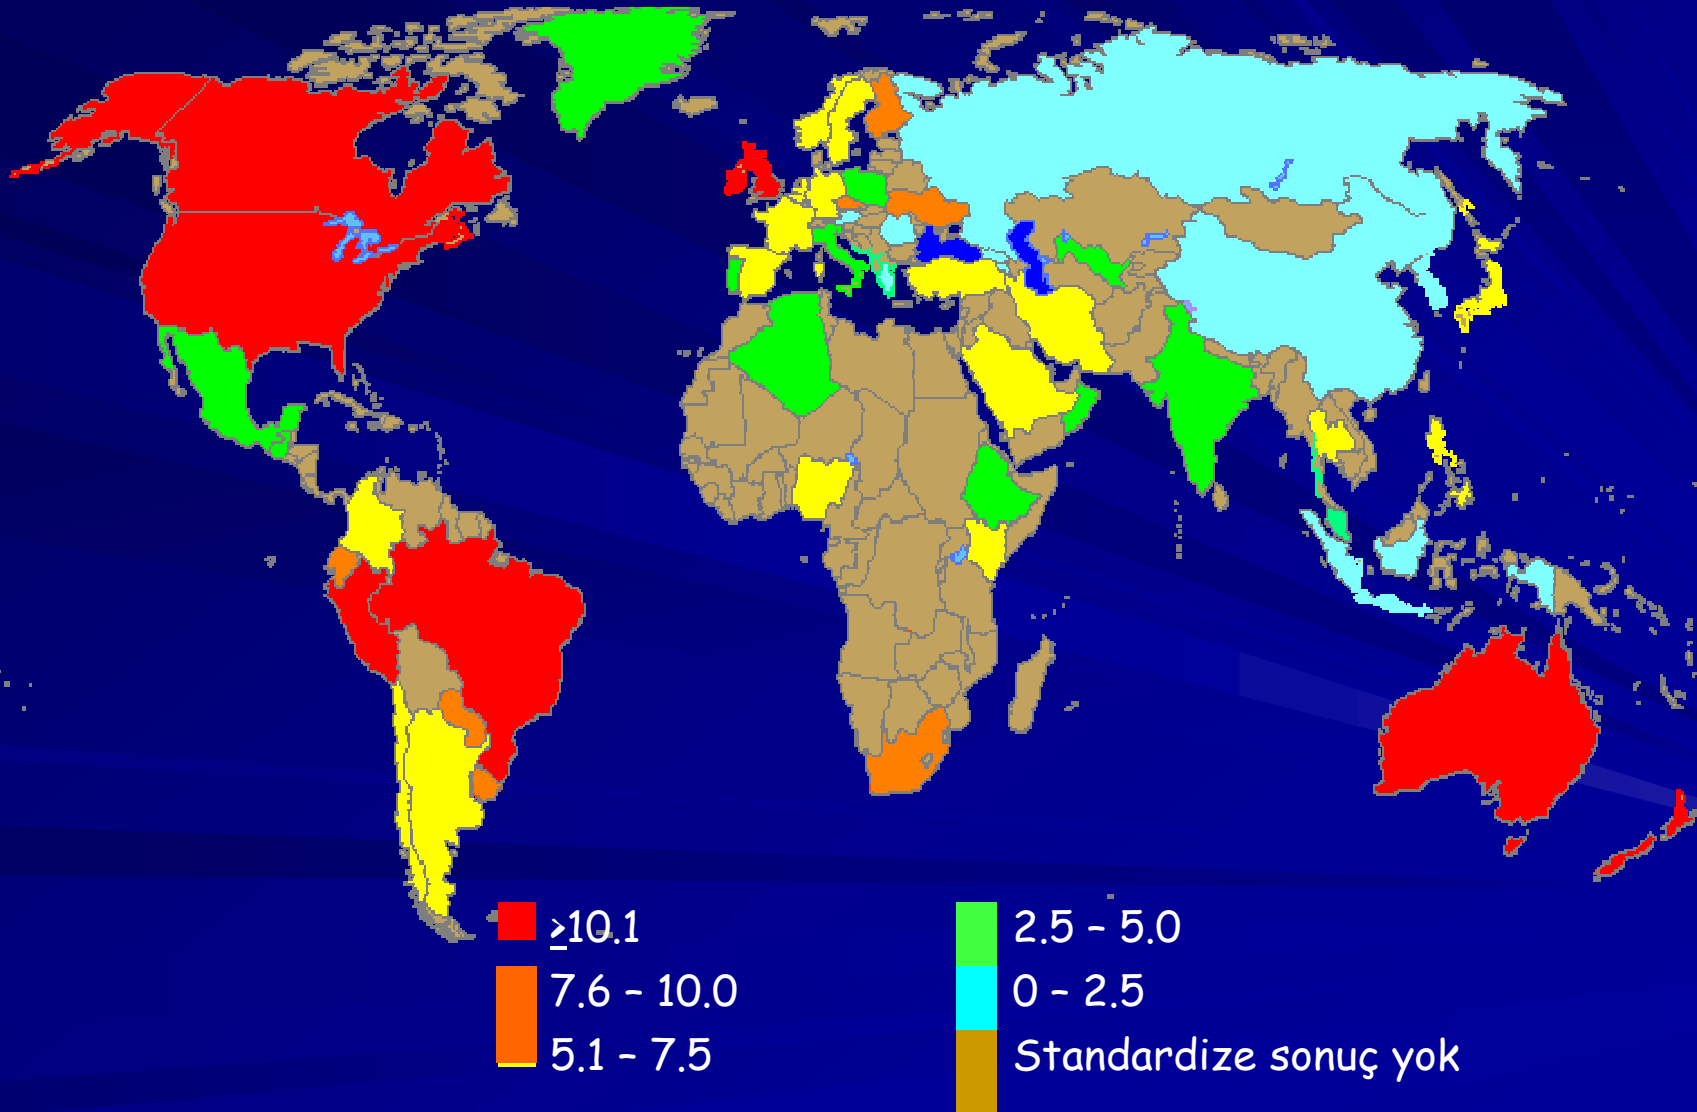 ≥10.1
7.6 – 10.0
5.1 – 7.5
2.5 – 5.0
0 – 2.5
Standardize sonuç yok